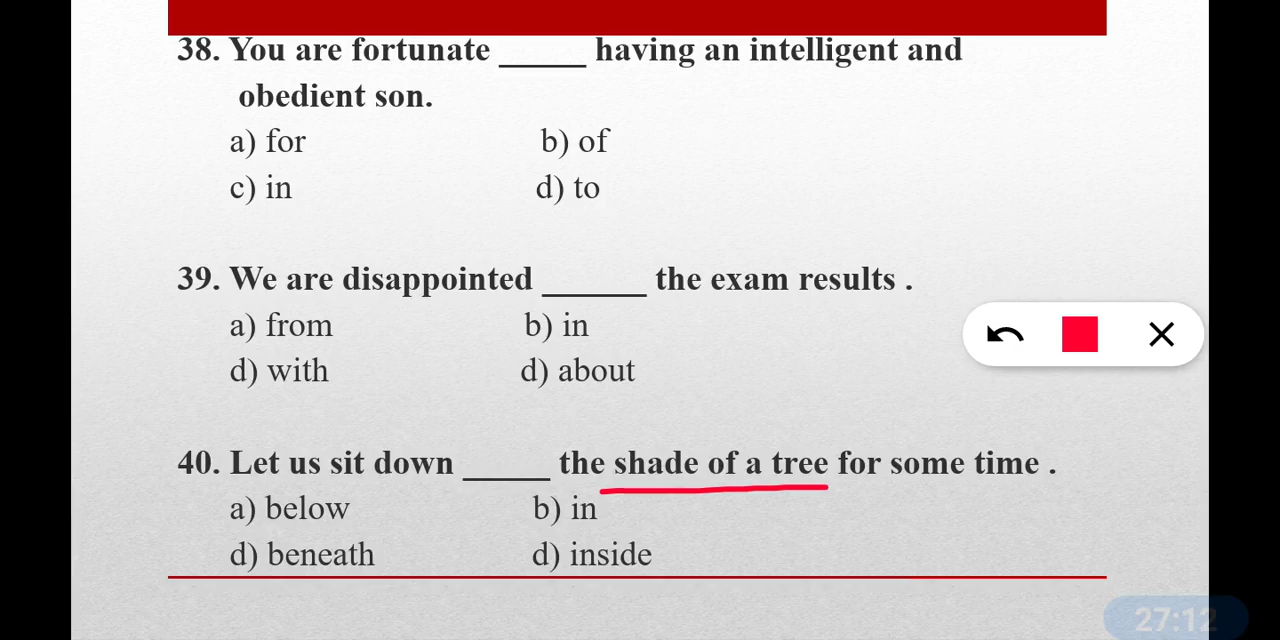 38. You are fortunate _____ having an intelligent and
obedient son.
a) for b) of
c) in d) to
39. We are disappointed ______ the exam results .
a) from b) in
d) with d) about
40. Let us sit down _____ the shade of a tree for some time .
a) below b) in
d) beneath d) inside
27:12